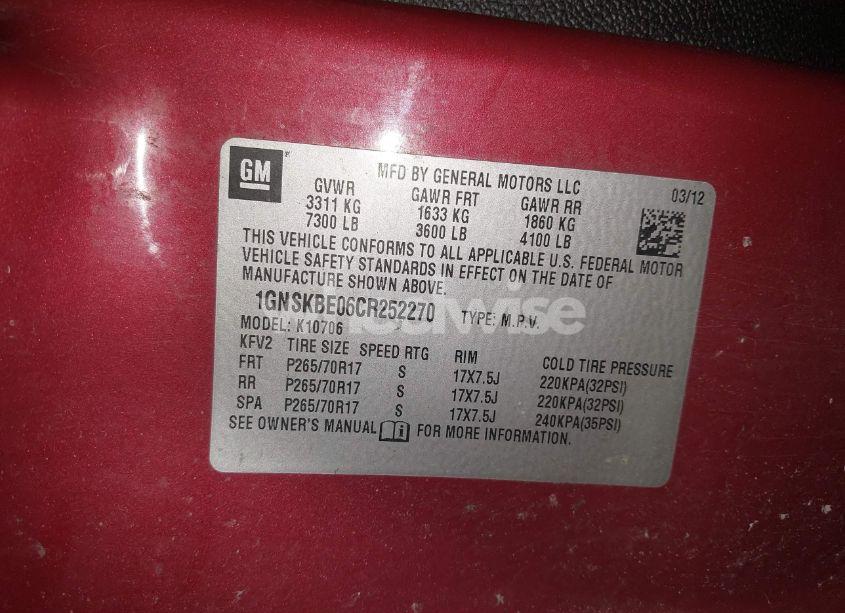 GM
MFD BY GENERAL MOTORS LLC
03/12
GVWR GAWR FRT GAWR RR
3311 KG 1633 KG 1860 KG
7300 LB 3600 LB 4100 LB
THIS VEHICLE CONFORMS TO ALL APPLICABLE U.S. FEDERAL MOTOR
VEHICLE SAFETY STANDARDS IN EFFECT ON THE DATE OF
MANUFACTURE SHOWN ABOVE.
1GNSKBE06CR252270 TYPE: M.P.V.
MODEL: K10706
KFV2 TIRE SIZE SPEED RTG RIM COLD TIRE PRESSURE
FRT P265/70R17 S 17X7.5J 220KPA(32PSI)
RR P265/70R17 S 17X7.5J 220KPA(32PSI)
SPA P265/70R17 S 17X7.5J 240KPA(35PSI)
SEE OWNER'S MANUAL FOR MORE INFORMATION.